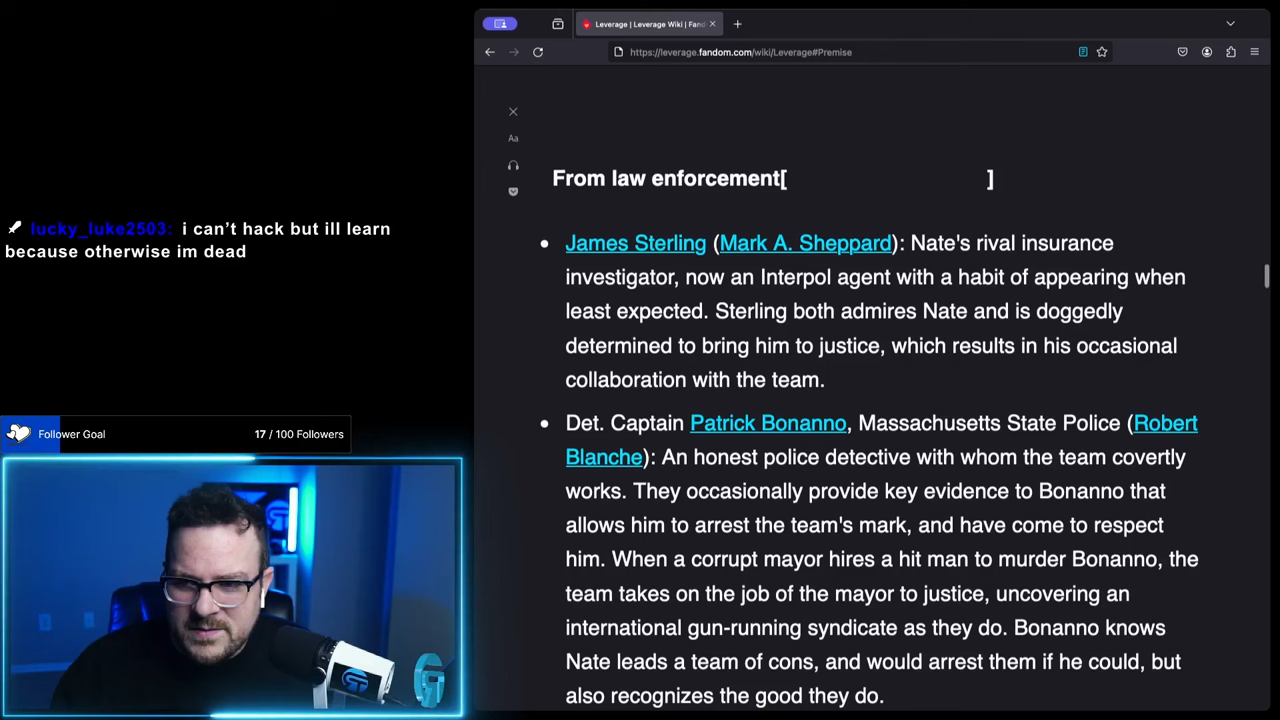 Leverage | Leverage Wiki | Fand
https://leverage.fandom.com/wiki/Leverage#Premise
Aa
From law enforcement[ ]
lucky_luke2503: i can’t hack but ill learn
because otherwise im dead
• James Sterling (Mark A. Sheppard): Nate's rival insurance
investigator, now an Interpol agent with a habit of appearing when
least expected. Sterling both admires Nate and is doggedly
determined to bring him to justice, which results in his occasional
collaboration with the team.
• Det. Captain Patrick Bonanno, Massachusetts State Police (Robert
Blanche): An honest police detective with whom the team covertly
works. They occasionally provide key evidence to Bonanno that
allows him to arrest the team's mark, and have come to respect
him. When a corrupt mayor hires a hit man to murder Bonanno, the
team takes on the job of the mayor to justice, uncovering an
international gun-running syndicate as they do. Bonanno knows
Nate leads a team of cons, and would arrest them if he could, but
also recognizes the good they do.
Follower Goal 17 / 100 Followers